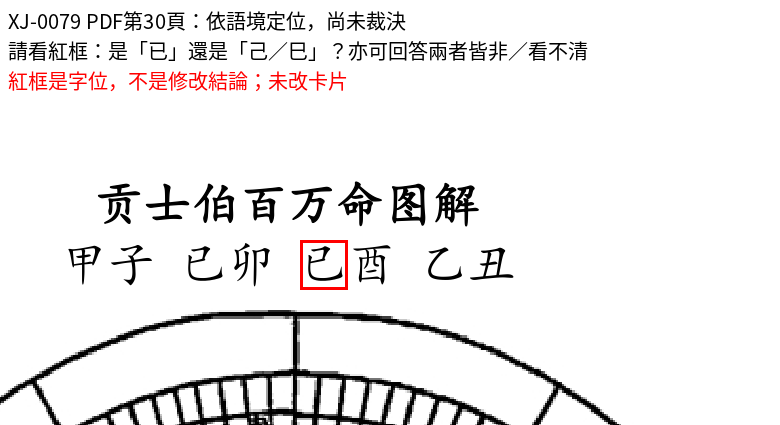 XJ-0079 PDF第30頁：依語境定位，尚未裁決
請看紅框：是「已」還是「己／巳」？亦可回答兩者皆非／看不清
紅框是字位，不是修改結論；未改卡片
贡士伯百万命图解
甲子 已卯 已酉 乙丑